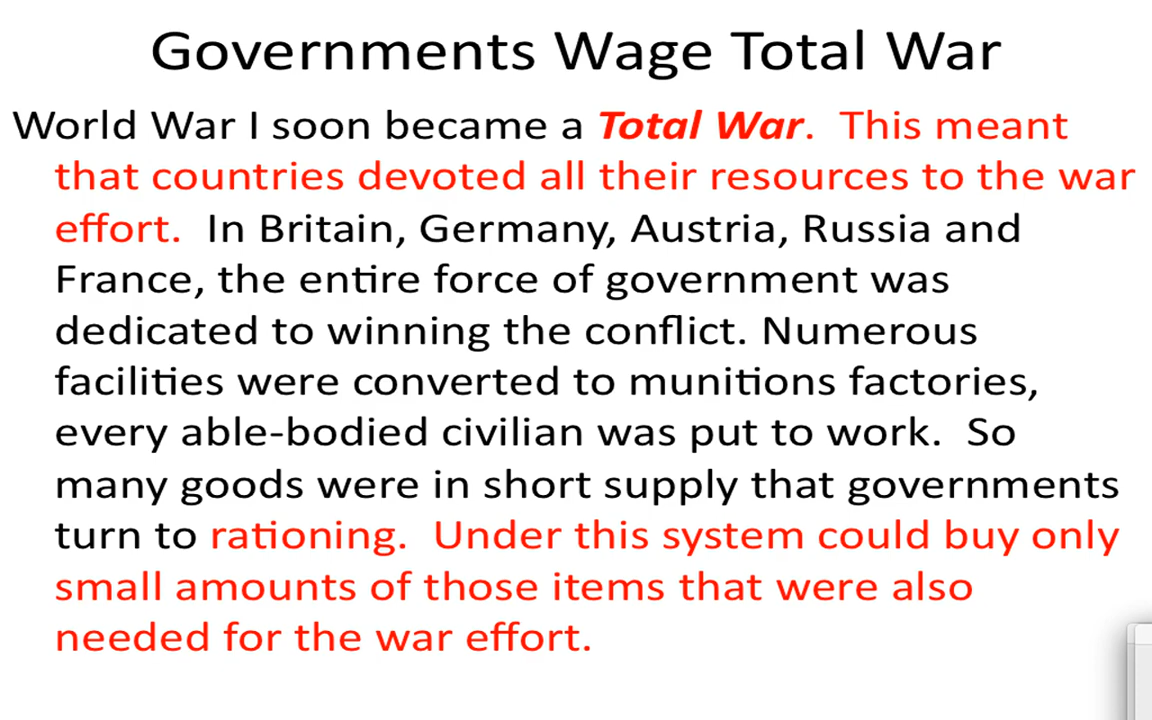 Governments Wage Total War
World War I soon became a Total War.  This meant
that countries devoted all their resources to the war
effort.  In Britain, Germany, Austria, Russia and
France, the entire force of government was
dedicated to winning the conflict. Numerous
facilities were converted to munitions factories,
every able-bodied civilian was put to work.  So
many goods were in short supply that governments
turn to rationing.  Under this system could buy only
small amounts of those items that were also
needed for the war effort.